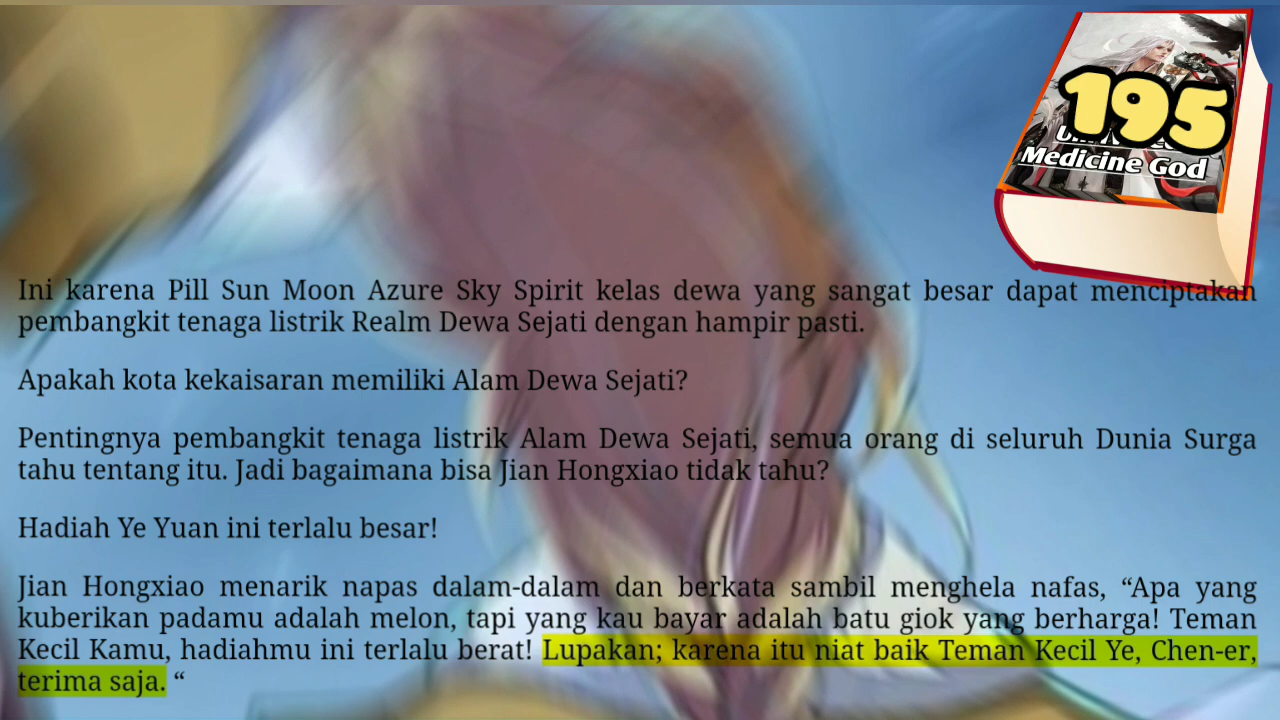 195
Medicine God
Ini karena Pill Sun Moon Azure Sky Spirit kelas dewa yang sangat besar dapat menciptakan
pembangkit tenaga listrik Realm Dewa Sejati dengan hampir pasti.
Apakah kota kekaisaran memiliki Alam Dewa Sejati?
Pentingnya pembangkit tenaga listrik Alam Dewa Sejati, semua orang di seluruh Dunia Surga
tahu tentang itu. Jadi bagaimana bisa Jian Hongxiao tidak tahu?
Hadiah Ye Yuan ini terlalu besar!
Jian Hongxiao menarik napas dalam-dalam dan berkata sambil menghela nafas, “Apa yang
kuberikan padamu adalah melon, tapi yang kau bayar adalah batu giok yang berharga! Teman
Kecil Kamu, hadiahmu ini terlalu berat! Lupakan; karena itu niat baik Teman Kecil Ye, Chen-er,
terima saja. “